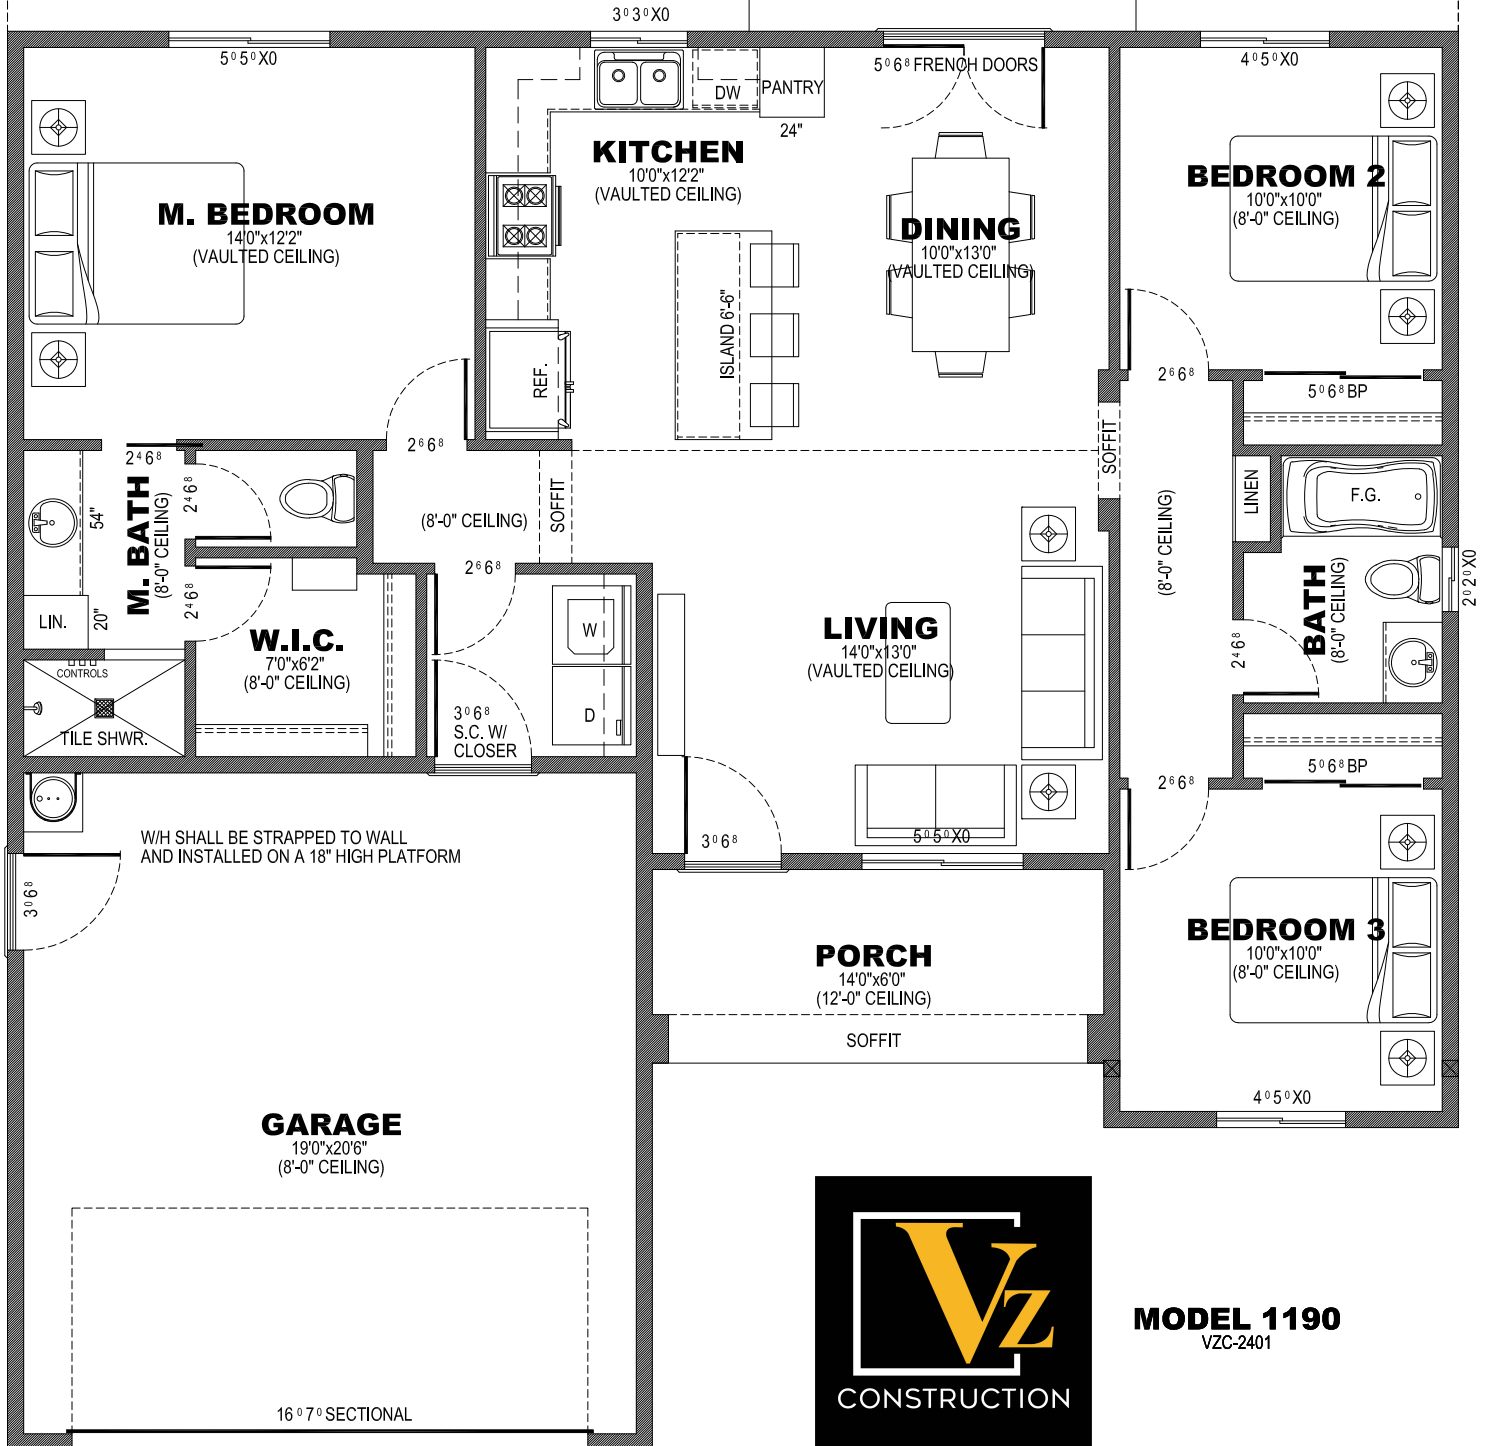 3⁰3⁰X0
5⁰5⁰X0
5⁰6⁸ FRENCH DOORS
4⁰5⁰X0
DW
PANTRY
24"
KITCHEN
10'0"x12'2"
(VAULTED CEILING)
M. BEDROOM
14'0"x12'2"
(VAULTED CEILING)
DINING
10'0"x13'0"
(VAULTED CEILING)
BEDROOM 2
10'0"x10'0"
(8'-0" CEILING)
ISLAND 6'-6"
REF.
2⁶6⁸
5⁰6⁸ BP
2⁶6⁸
2⁴6⁸
SOFFIT
2⁴6⁸
54"
M. BATH
(8'-0" CEILING)
(8'-0" CEILING)
SOFFIT
LINEN
F.G.
(8'-0" CEILING)
2⁶6⁸
2⁰2⁰X0
LIN.
20"
2⁴6⁸
W.I.C.
7'0"x6'2"
(8'-0" CEILING)
W
LIVING
14'0"x13'0"
(VAULTED CEILING)
BATH
(8'-0" CEILING)
2⁴6⁸
CONTROLS
TILE SHWR.
3⁰6⁸
S.C. W/
CLOSER
D
5⁰6⁸ BP
2⁶6⁸
W/H SHALL BE STRAPPED TO WALL
AND INSTALLED ON A 18" HIGH PLATFORM
3⁰6⁸
5⁰5⁰X0
3⁰6⁸
BEDROOM 3
10'0"x10'0"
(8'-0" CEILING)
PORCH
14'0"x6'0"
(12'-0" CEILING)
SOFFIT
4⁰5⁰X0
GARAGE
19'0"x20'6"
(8'-0" CEILING)
16⁰7⁰ SECTIONAL
VZ
CONSTRUCTION
MODEL 1190
VZC-2401